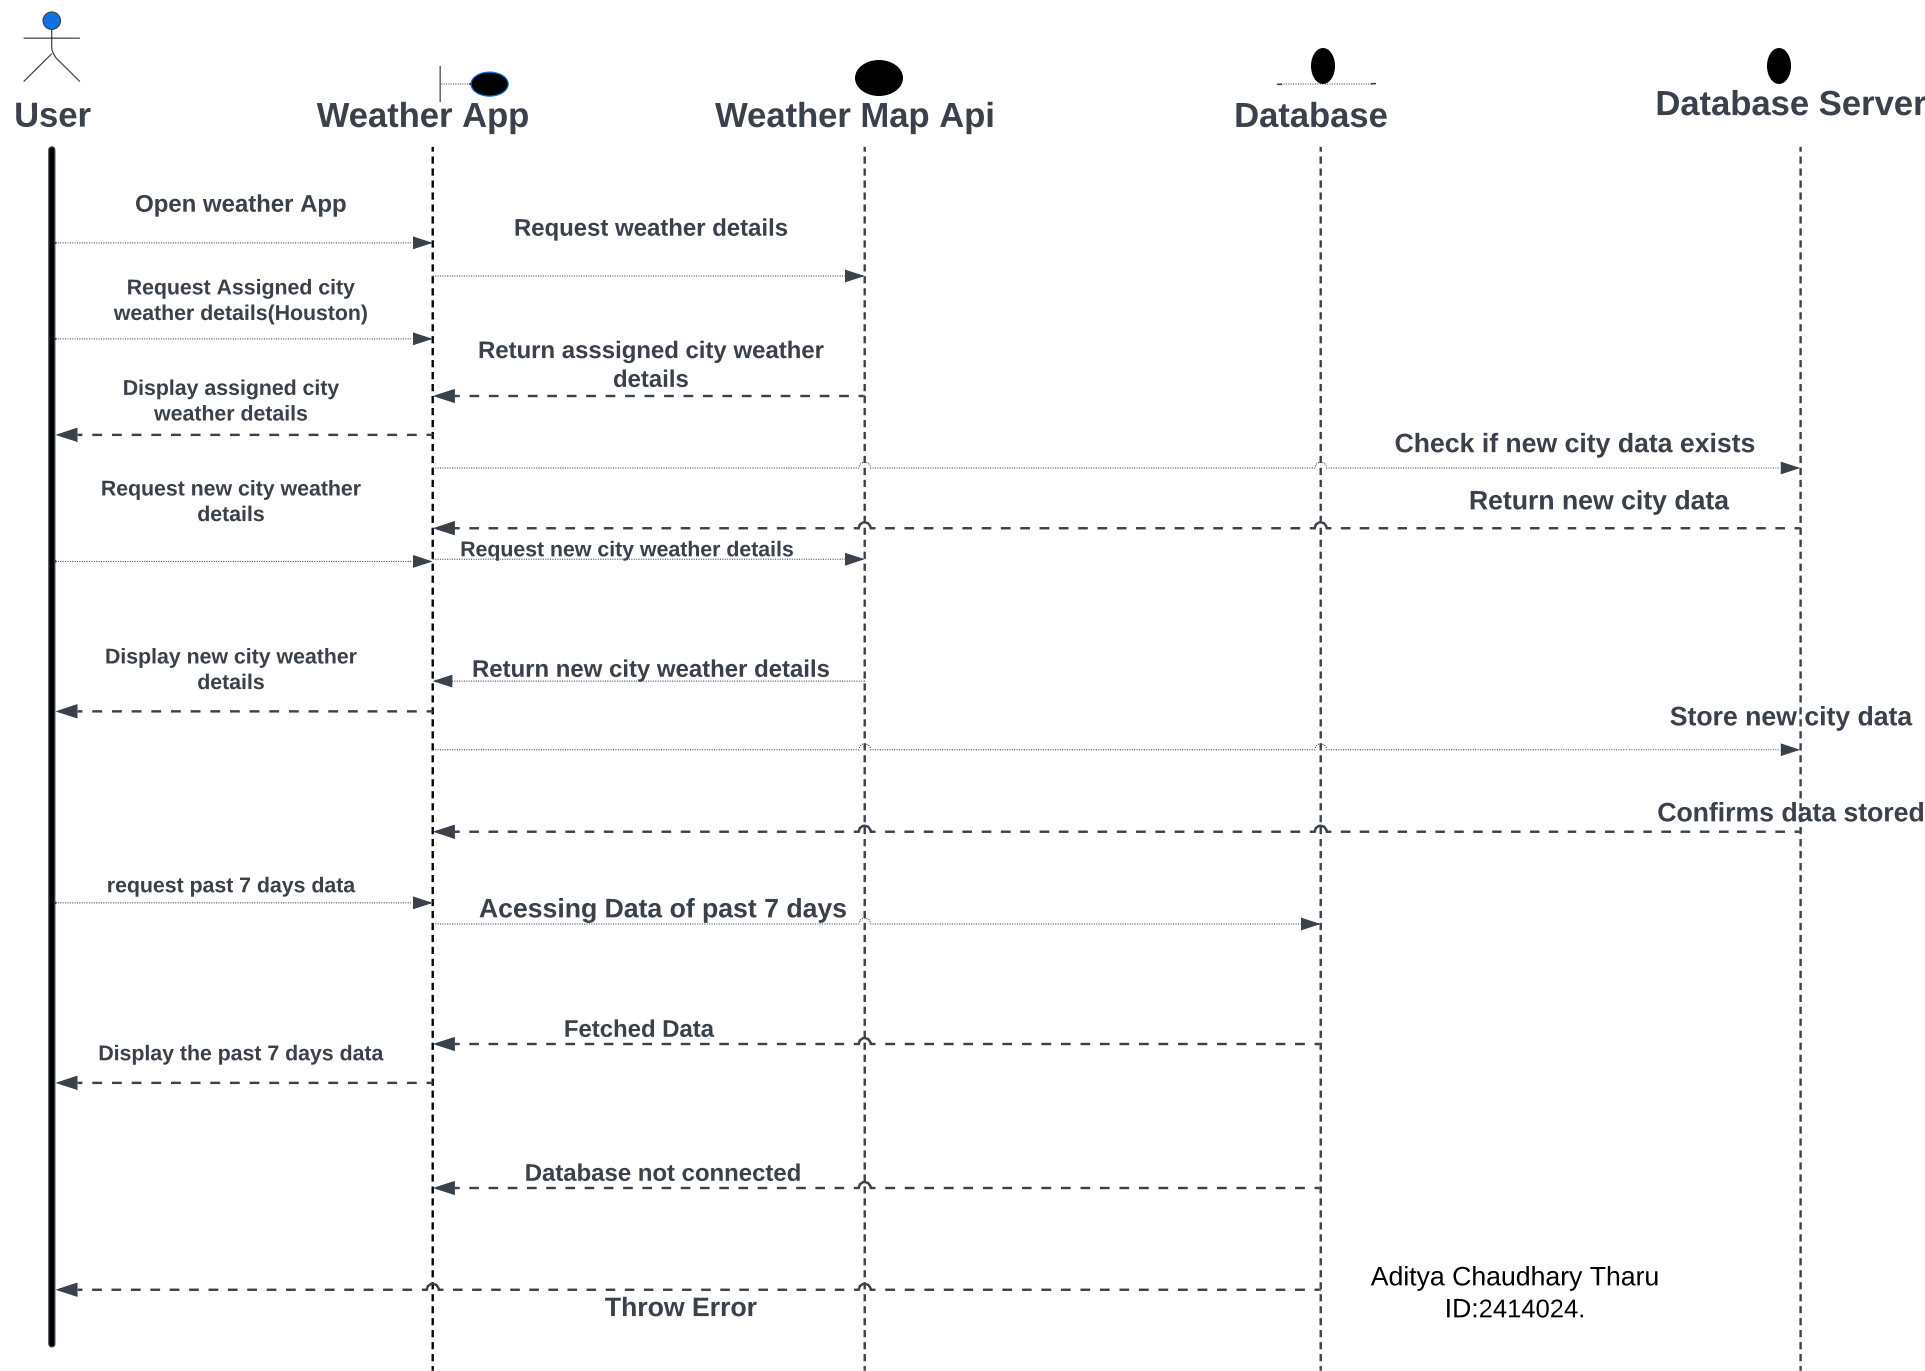 User
Weather App
Weather Map Api
Database
Database Server
Open weather App
Request weather details
Request Assigned city
weather details(Houston)
Return asssigned city weather
details
Display assigned city
weather details
Check if new city data exists
Request new city weather
details
Return new city data
Request new city weather details
Display new city weather
details
Return new city weather details
Store new city data
Confirms data stored
request past 7 days data
Acessing Data of past 7 days
Fetched Data
Display the past 7 days data
Database not connected
Throw Error
Aditya Chaudhary Tharu
ID:2414024.